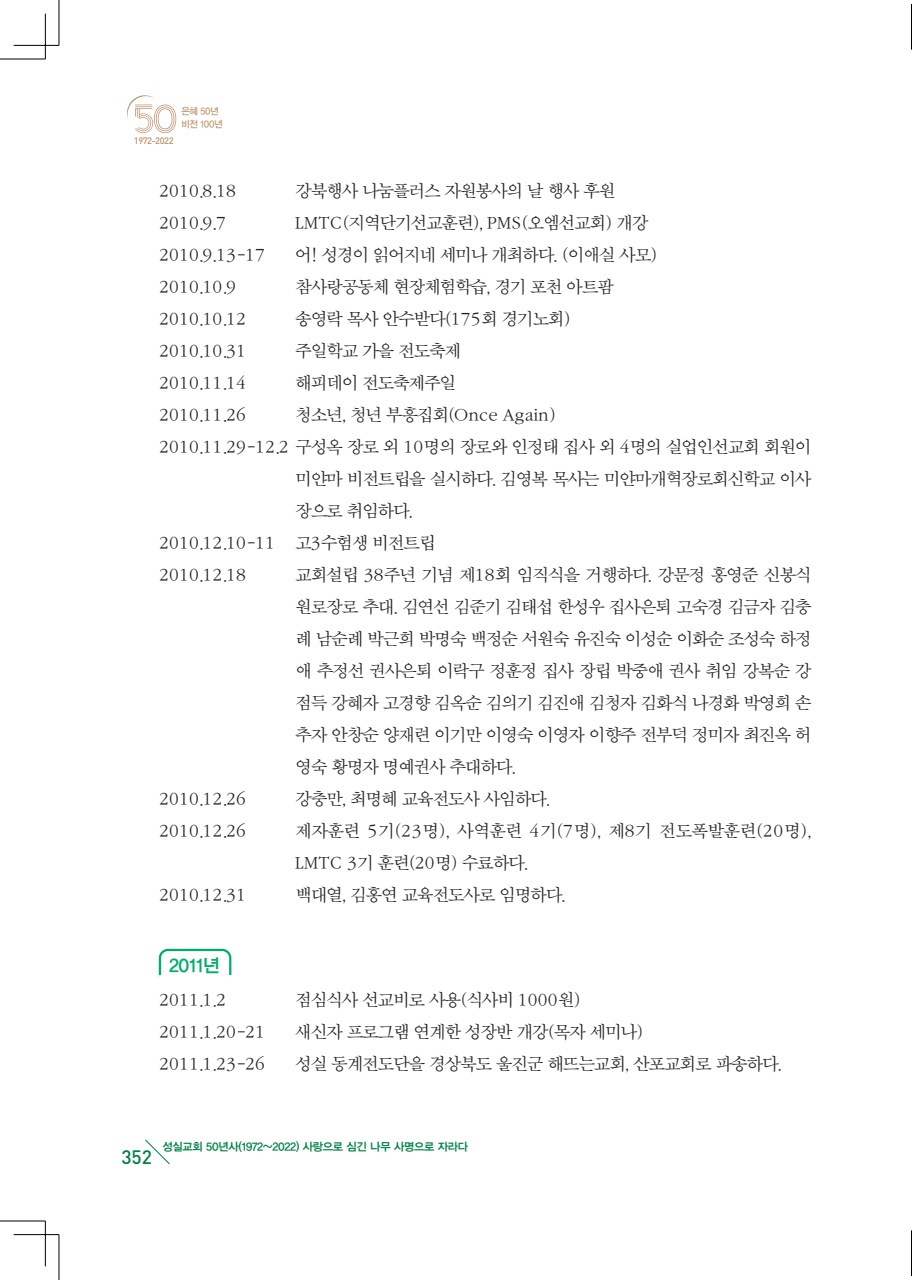 50 은혜 50년
비전 100년
1972-2022
2010.8.18 강북행사 나눔플러스 자원봉사의 날 행사 후원
2010.9.7 LMTC(지역단기선교훈련), PMS(오엠선교회) 개강
2010.9.13-17 어! 성경이 읽어지네 세미나 개최하다. (이애실 사모)
2010.10.9 참사랑공동체 현장체험학습, 경기 포천 아트팜
2010.10.12 송영락 목사 안수받다(175회 경기노회)
2010.10.31 주일학교 가을 전도축제
2010.11.14 해피데이 전도축제주일
2010.11.26 청소년, 청년 부흥집회(Once Again)
2010.11.29-12.2 구성옥 장로 외 10명의 장로와 인정태 집사 외 4명의 실업인선교회 회원이
미얀마 비전트립을 실시하다. 김영복 목사는 미얀마개혁장로회신학교 이사
장으로 취임하다.
2010.12.10-11 고3수험생 비전트립
2010.12.18 교회설립 38주년 기념 제18회 임직식을 거행하다. 강문정 홍영준 신봉식
원로장로 추대. 김연선 김준기 김태섭 한성우 집사은퇴 고숙경 김금자 김충
례 남순례 박근희 박명숙 백정순 서원숙 유진숙 이성순 이화순 조성숙 하정
애 추정선 권사은퇴 이락구 정훈정 집사 장립 박중애 권사 취임 강복순 강
점득 강혜자 고경향 김옥순 김의기 김진애 김청자 김화식 나경화 박영희 손
추자 안창순 양재련 이기만 이영숙 이영자 이향주 전부덕 정미자 최진옥 허
영숙 황명자 명예권사 추대하다.
2010.12.26 강충만, 최명혜 교육전도사 사임하다.
2010.12.26 제자훈련 5기(23명), 사역훈련 4기(7명), 제8기 전도폭발훈련(20명),
LMTC 3기 훈련(20명) 수료하다.
2010.12.31 백대열, 김홍연 교육전도사로 임명하다.
2011년
2011.1.2 점심식사 선교비로 사용(식사비 1000원)
2011.1.20-21 새신자 프로그램 연계한 성장반 개강(목자 세미나)
2011.1.23-26 성실 동계전도단을 경상북도 울진군 해뜨는교회, 산포교회로 파송하다.
352 성실교회 50년사(1972~2022) 사랑으로 심긴 나무 사명으로 자라다